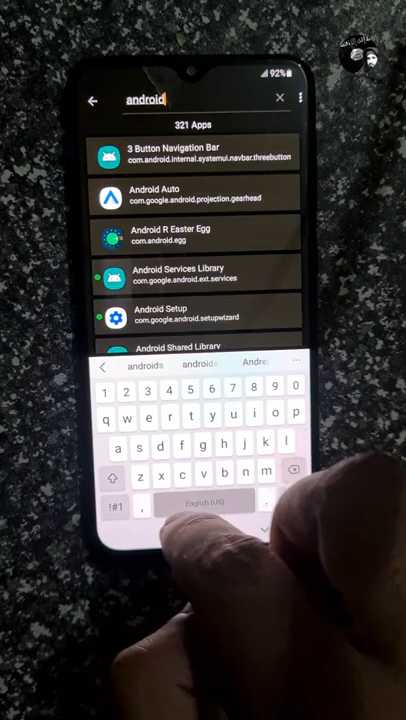 92%
android
321 Apps
3 Button Navigation Bar
com.android.internal.systemui.navbar.threebutton
Android Auto
com.google.android.projection.gearhead
Android R Easter Egg
com.android.egg
Android Services Library
com.google.android.ext.services
Android Setup
com.google.android.setupwizard
Android Shared Library
androids androids Andre
1 2 3 4 5 6 7 8 9 0
q w e r t y u i o p
a s d f g h j k l
z x c v b n m
!#1 , English (US) .